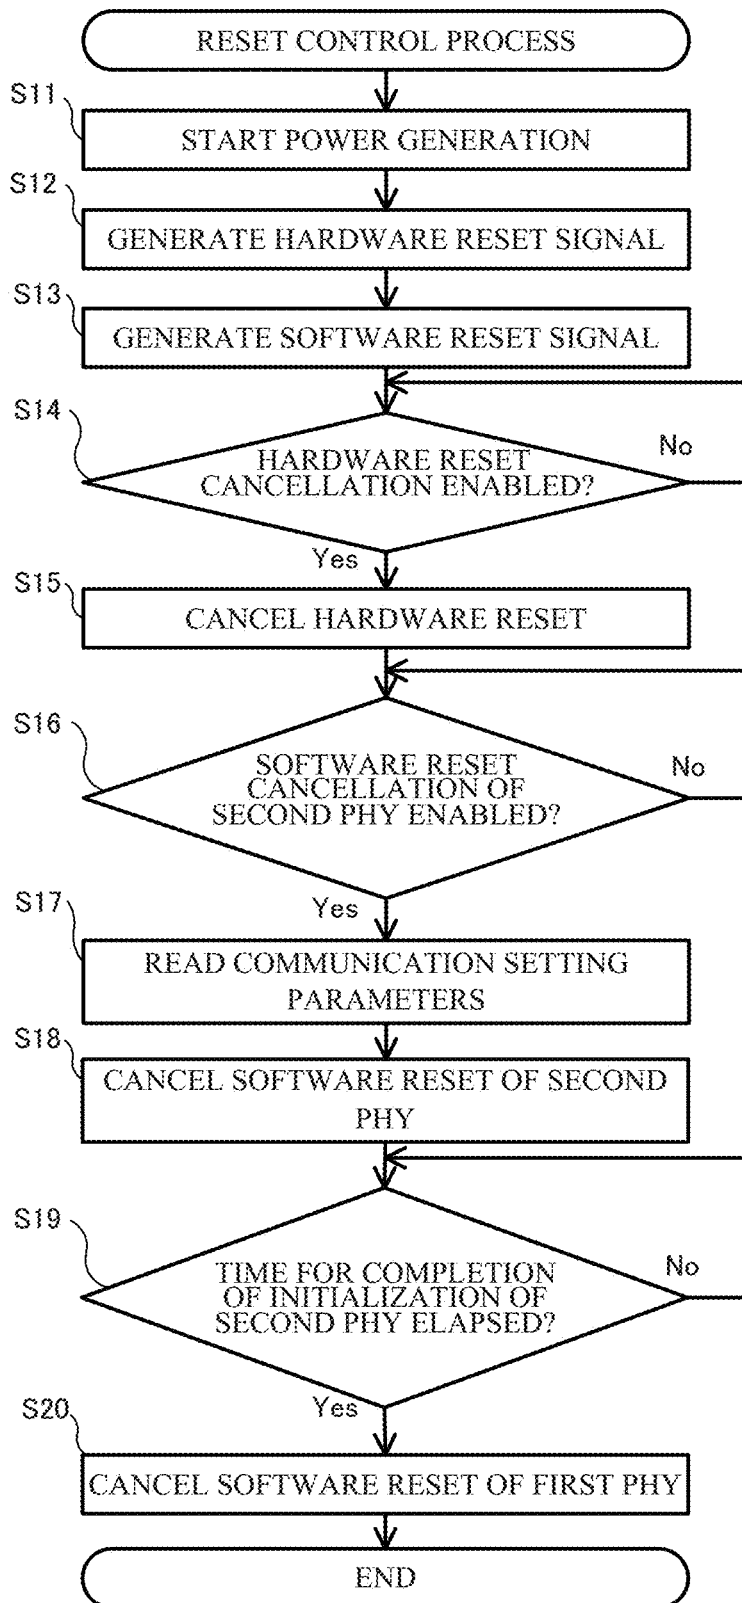 RESET CONTROL PROCESS
S11
START POWER GENERATION
S12
GENERATE HARDWARE RESET SIGNAL
S13
GENERATE SOFTWARE RESET SIGNAL
S14
HARDWARE RESET
CANCELLATION ENABLED?
No
Yes
S15
CANCEL HARDWARE RESET
S16
SOFTWARE RESET
CANCELLATION OF
SECOND PHY ENABLED?
No
Yes
S17
READ COMMUNICATION SETTING
PARAMETERS
S18
CANCEL SOFTWARE RESET OF SECOND
PHY
S19
TIME FOR COMPLETION
OF INITIALIZATION OF
SECOND PHY ELAPSED?
No
Yes
S20
CANCEL SOFTWARE RESET OF FIRST PHY
END